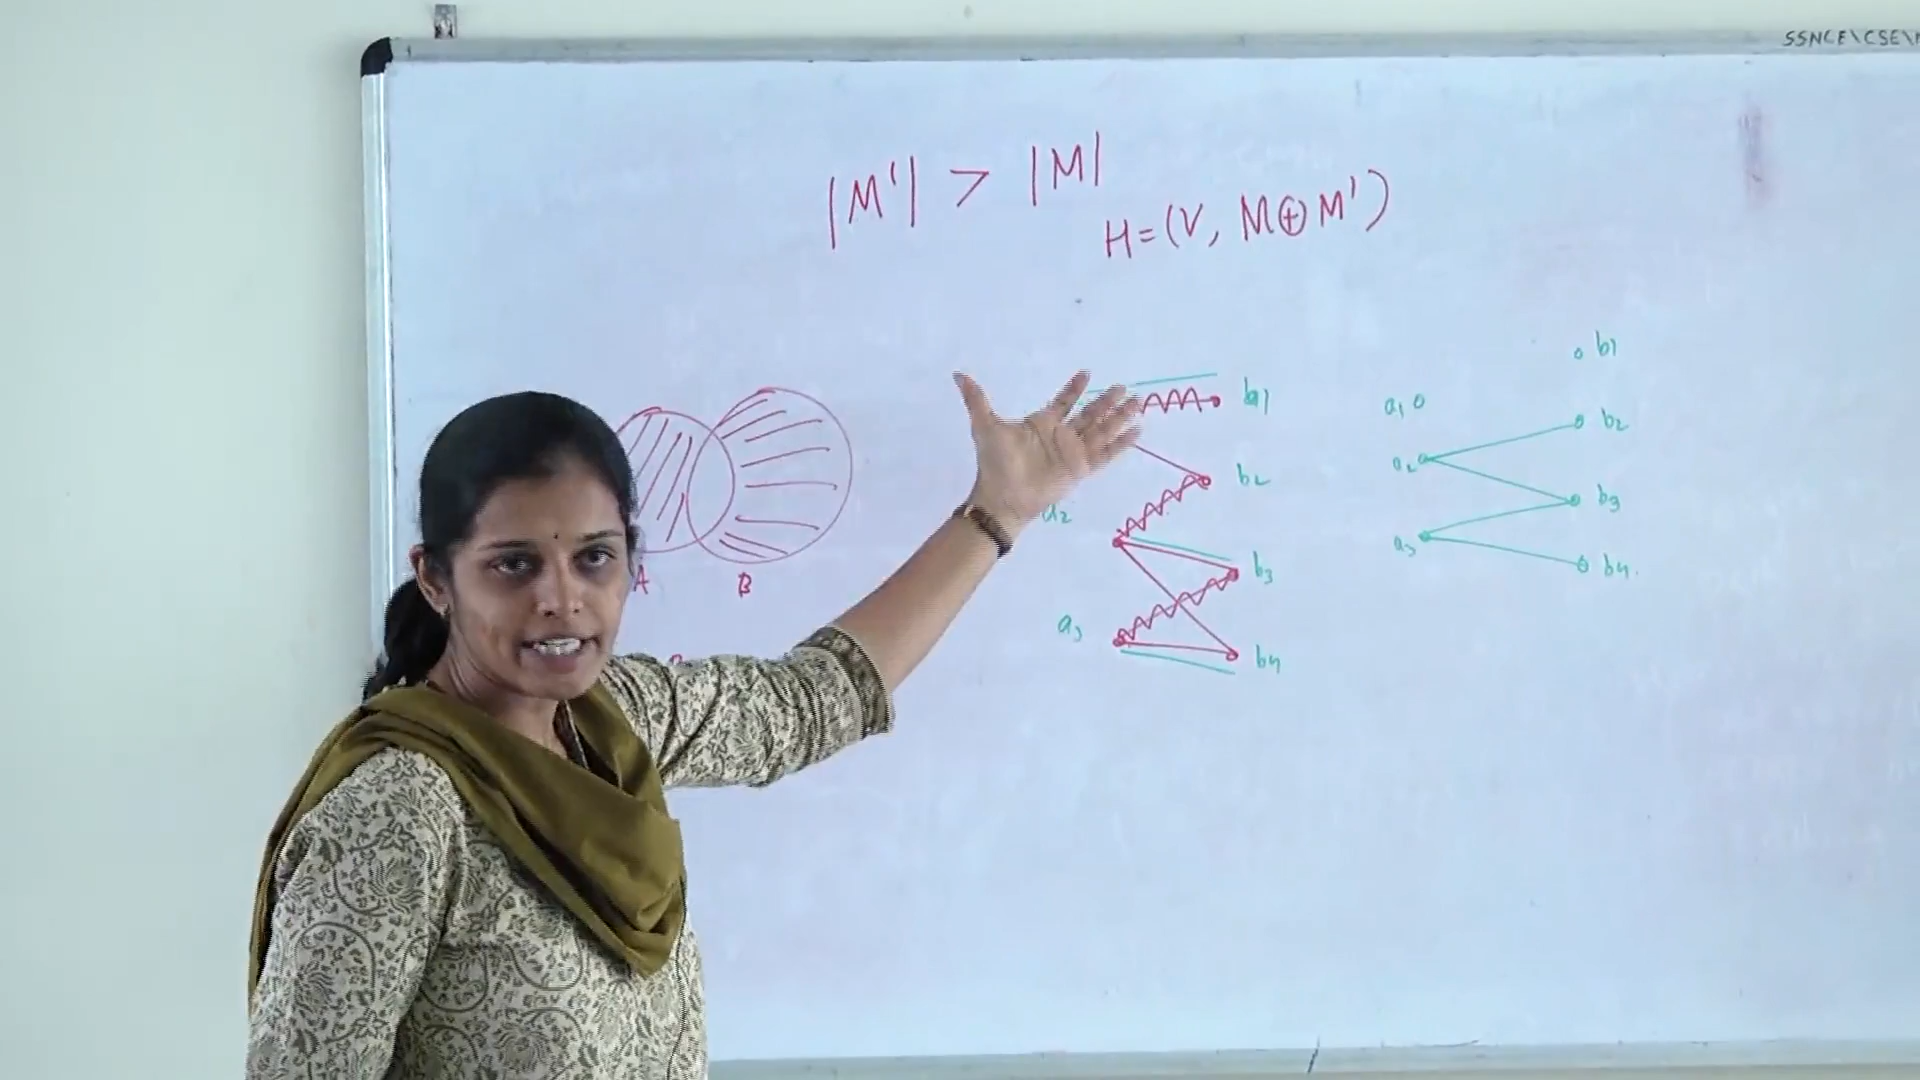 SSNCE\CSE\
|M'| > |M|
H=(V, M⊕M')
A
B
b1
b2
a2
b3
a3
b4
b1
a1
b2
a2
b3
a3
b4.